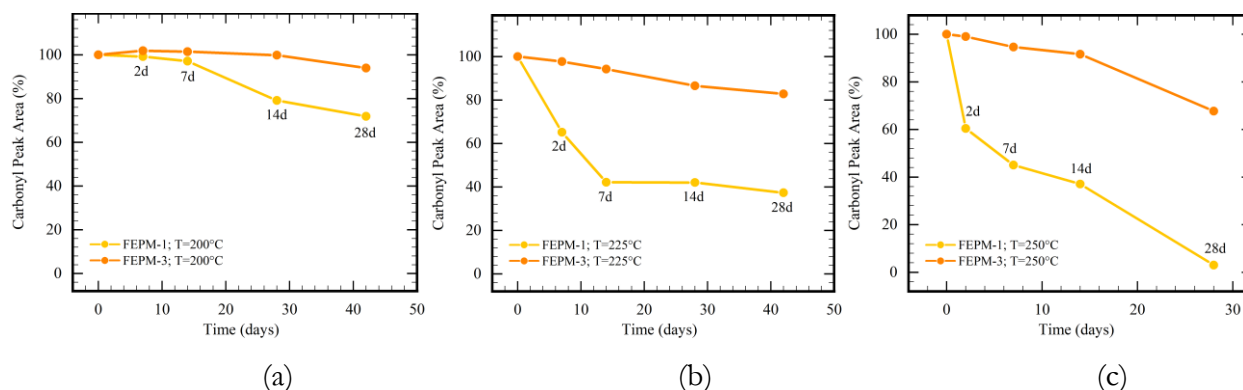 Carbonyl Peak Area (%)
100
80
60
40
20
0
2d
7d
14d
28d
FEPM-1; T=200°C
FEPM-3; T=200°C
0 10 20 30 40 50
Time (days)
(a)
Carbonyl Peak Area (%)
100
80
60
40
20
0
2d
7d
14d
28d
FEPM-1; T=225°C
FEPM-3; T=225°C
0 10 20 30 40 50
Time (days)
(b)
Carbonyl Peak Area (%)
100
80
60
40
20
0
2d
7d
14d
28d
FEPM-1; T=250°C
FEPM-3; T=250°C
0 10 20 30
Time (days)
(c)